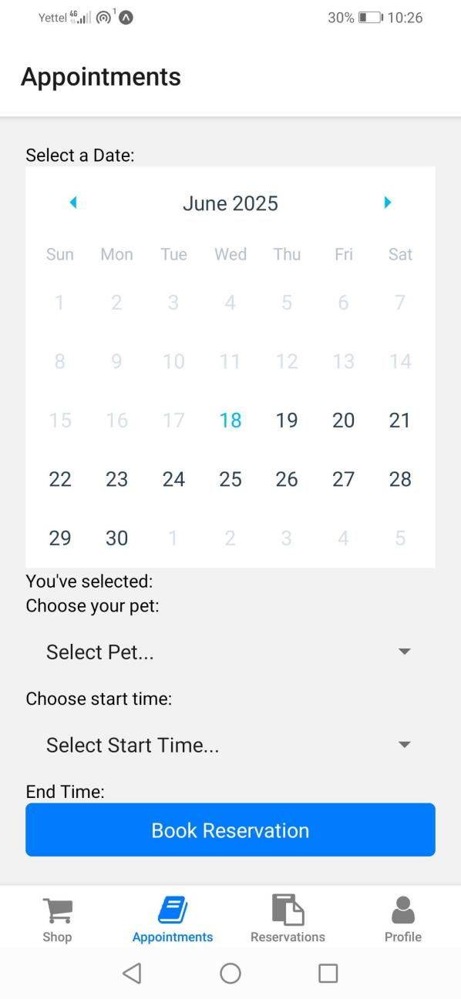 Yettel 4G 1 30% 10:26
Appointments
Select a Date:
June 2025
Sun Mon Tue Wed Thu Fri Sat
1 2 3 4 5 6 7
8 9 10 11 12 13 14
15 16 17 18 19 20 21
22 23 24 25 26 27 28
29 30 1 2 3 4 5
You've selected:
Choose your pet:
Select Pet...
Choose start time:
Select Start Time...
End Time:
Book Reservation
Shop Appointments Reservations Profile